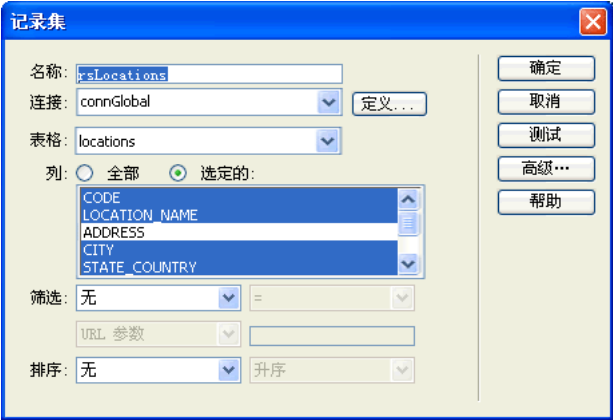 记录集
名称: rsLocations
确定
连接: connGlobal
定义...
取消
表格: locations
测试
列: 全部 选定的:
高级…
CODE
LOCATION_NAME
帮助
ADDRESS
CITY
STATE_COUNTRY
筛选: 无 =
URL 参数
排序: 无 升序